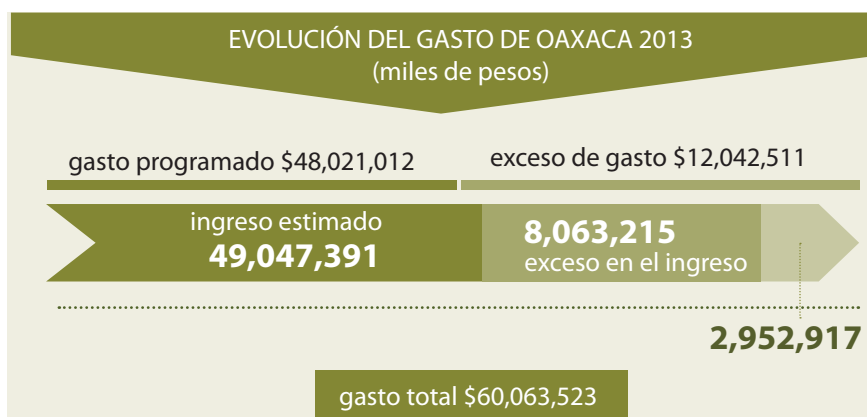 EVOLUCIÓN DEL GASTO DE OAXACA 2013
(miles de pesos)
gasto programado $48,021,012
exceso de gasto $12,042,511
ingreso estimado
49,047,391
8,063,215
exceso en el ingreso
2,952,917
gasto total $60,063,523